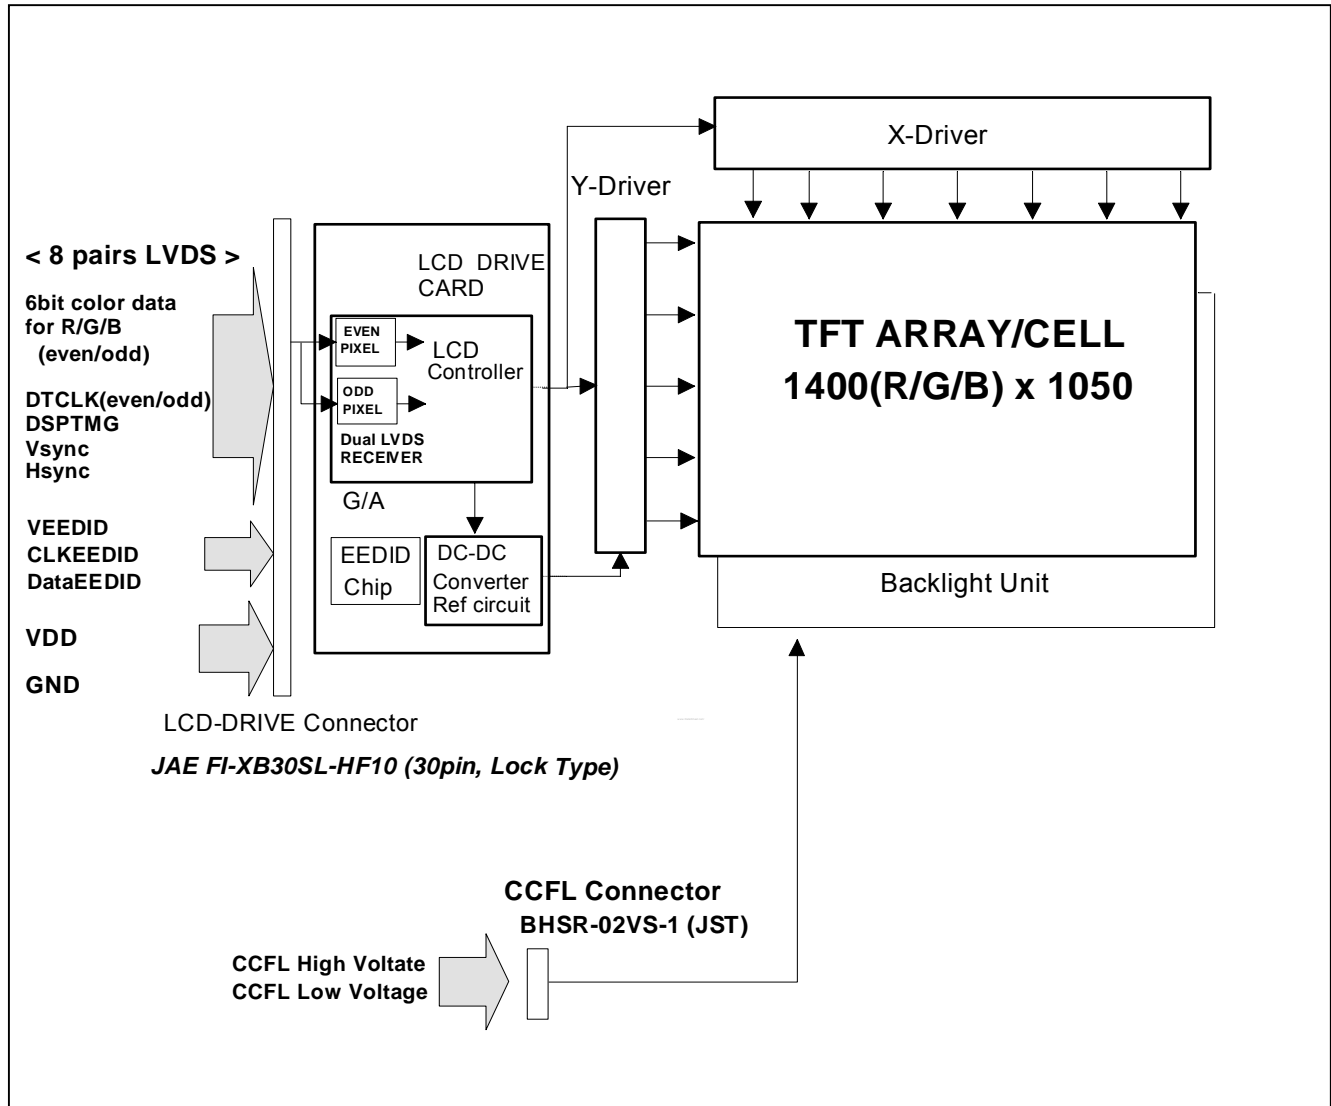 X-Driver
Y-Driver
< 8 pairs LVDS >
6bit color data
for R/G/B
(even/odd)
DTCLK(even/odd)
DSPTMG
Vsync
Hsync
VEEDID
CLKEEDID
DataEEDID
VDD
GND
LCD DRIVE
CARD
EVEN
PIXEL
LCD
Controller
ODD
PIXEL
Dual LVDS
RECEIVER
G/A
EEDID
Chip
DC-DC
Converter
Ref circuit
TFT ARRAY/CELL
1400(R/G/B) x 1050
Backlight Unit
LCD-DRIVE Connector
JAE FI-XB30SL-HF10 (30pin, Lock Type)
CCFL Connector
BHSR-02VS-1 (JST)
CCFL High Voltate
CCFL Low Voltage